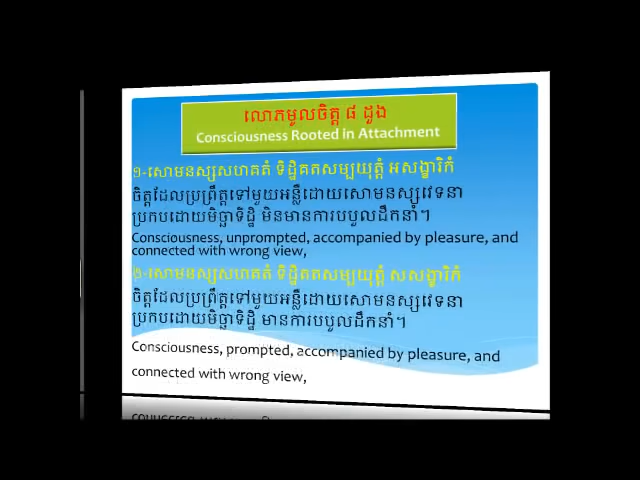 លោភមូលចិត្ត ៨ ដួង
Consciousness Rooted in Attachment
១-សោមនស្សសហគតំ ទិដ្ឋិគតសម្បយុត្តំ អសង្ខារិកំ
ចិត្តដែលប្រព្រឹត្តទៅមួយអន្លើដោយសោមនស្សវេទនា
ប្រកបដោយមិច្ឆាទិដ្ឋិ មិនមានការបបួលដឹកនាំ។
Consciousness, unprompted, accompanied by pleasure, and
connected with wrong view,
២-សោមនស្សសហគតំ ទិដ្ឋិគតសម្បយុត្តំ សសង្ខារិកំ
ចិត្តដែលប្រព្រឹត្តទៅមួយអន្លើដោយសោមនស្សវេទនា
ប្រកបដោយមិច្ឆាទិដ្ឋិ មានការបបួលដឹកនាំ។
Consciousness, prompted, accompanied by pleasure, and
connected with wrong view,